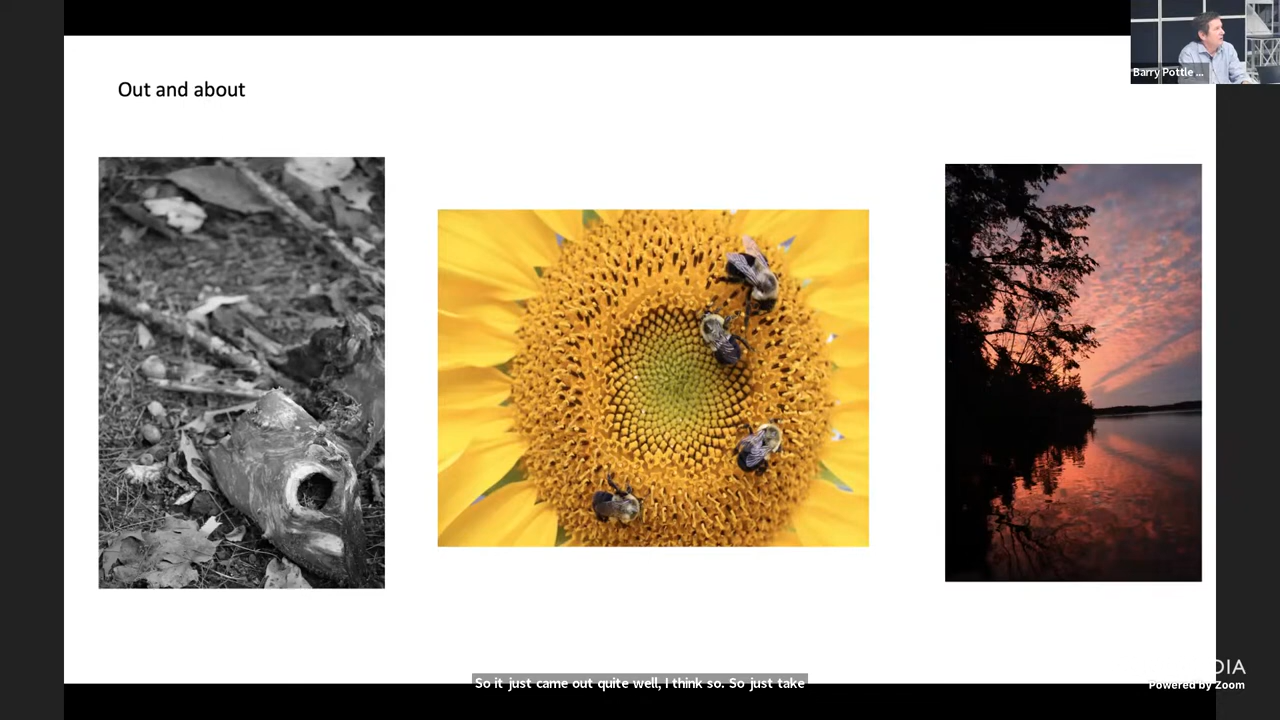 Out and about
Barry Pottle ...
So it just came out quite well, I think so. So just take
DIA
Powered by Zoom